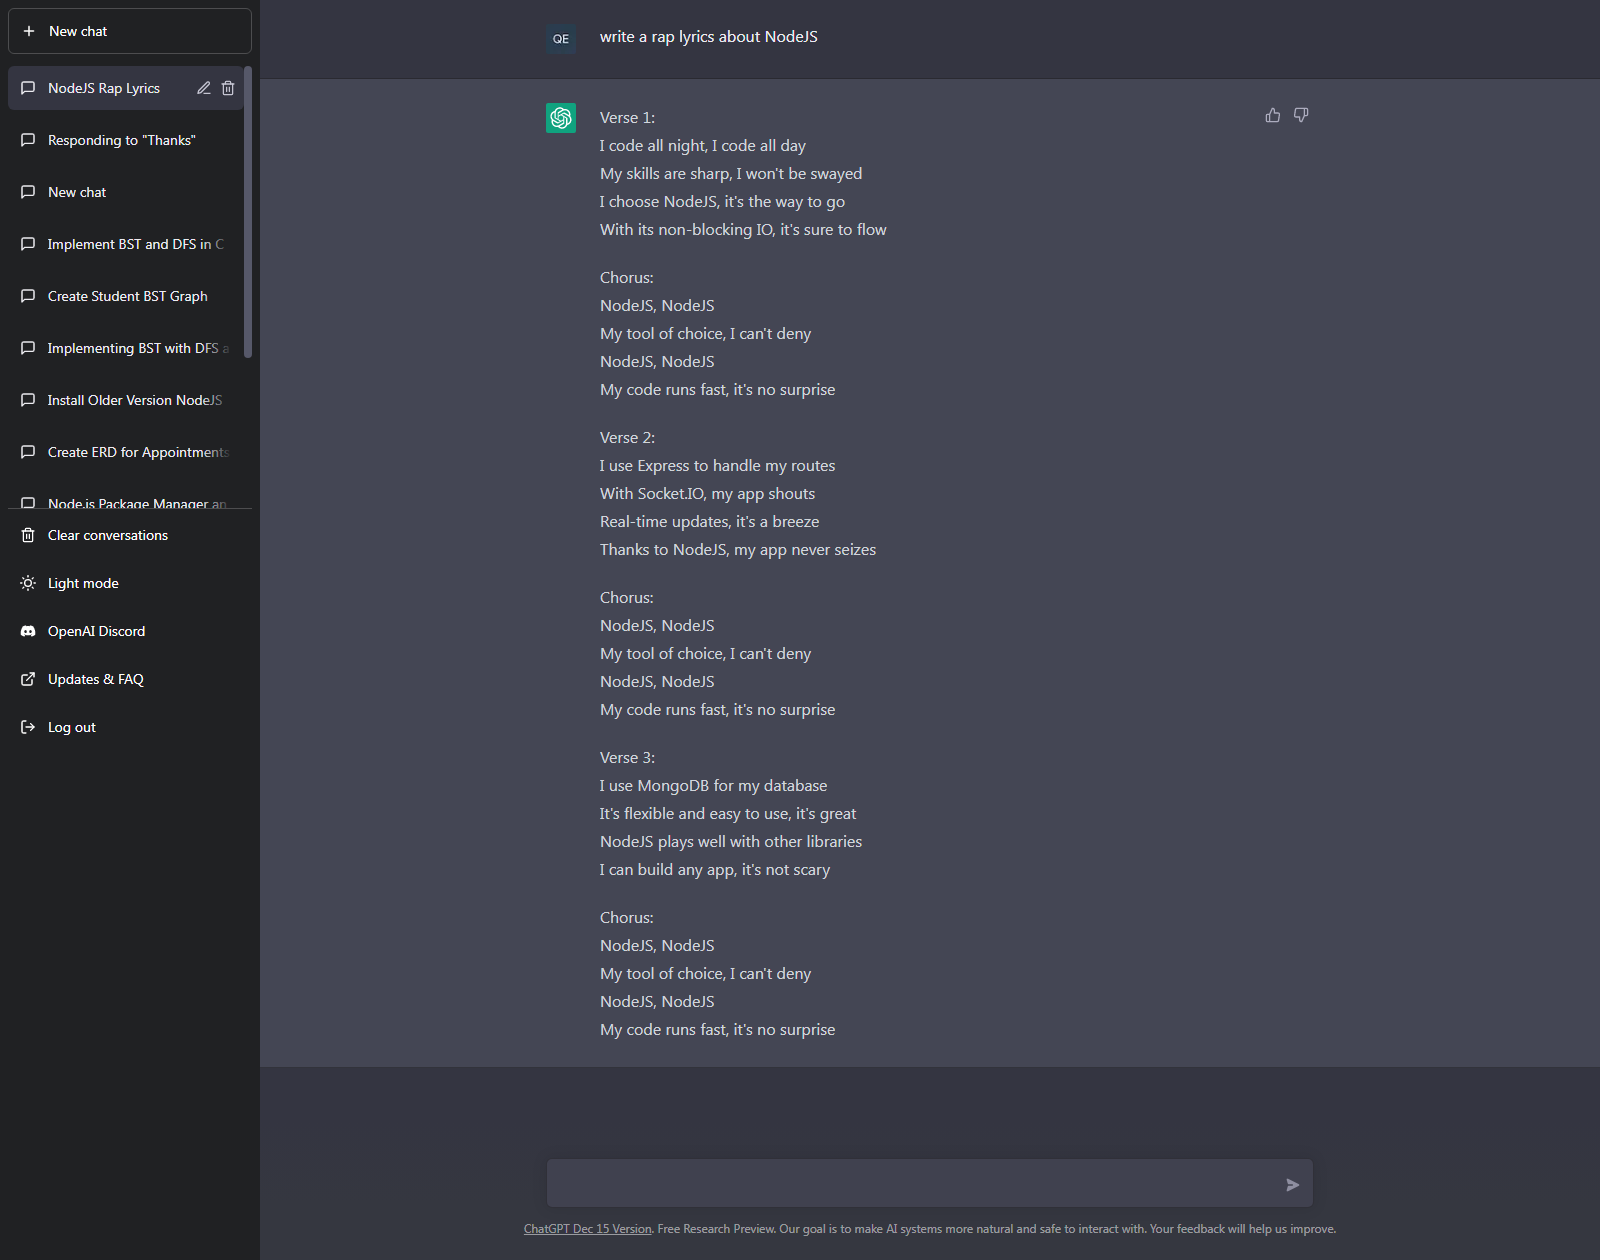 New chat
NodeJS Rap Lyrics
Responding to "Thanks"
New chat
Implement BST and DFS in C
Create Student BST Graph
Implementing BST with DFS a
Install Older Version NodeJS
Create ERD for Appointments
Node.js Package Manager an
Clear conversations
Light mode
OpenAI Discord
Updates & FAQ
Log out
QE
write a rap lyrics about NodeJS
Verse 1:
I code all night, I code all day
My skills are sharp, I won't be swayed
I choose NodeJS, it's the way to go
With its non-blocking IO, it's sure to flow
Chorus:
NodeJS, NodeJS
My tool of choice, I can't deny
NodeJS, NodeJS
My code runs fast, it's no surprise
Verse 2:
I use Express to handle my routes
With Socket.IO, my app shouts
Real-time updates, it's a breeze
Thanks to NodeJS, my app never seizes
Chorus:
NodeJS, NodeJS
My tool of choice, I can't deny
NodeJS, NodeJS
My code runs fast, it's no surprise
Verse 3:
I use MongoDB for my database
It's flexible and easy to use, it's great
NodeJS plays well with other libraries
I can build any app, it's not scary
Chorus:
NodeJS, NodeJS
My tool of choice, I can't deny
NodeJS, NodeJS
My code runs fast, it's no surprise
ChatGPT Dec 15 Version. Free Research Preview. Our goal is to make AI systems more natural and safe to interact with. Your feedback will help us improve.